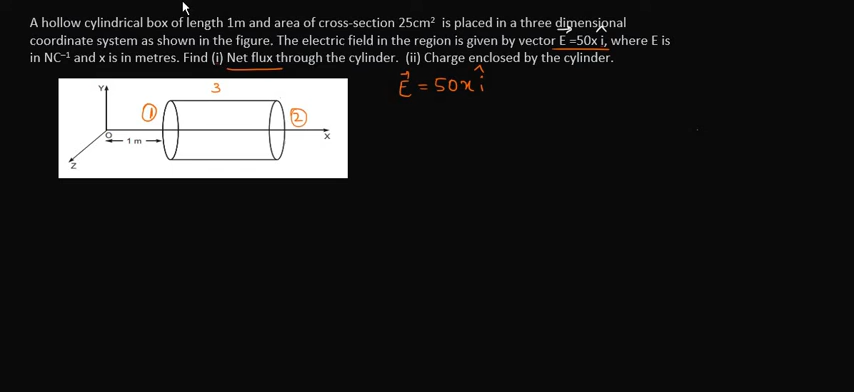 A hollow cylindrical box of length 1m and area of cross-section 25cm² is placed in a three dimensional
coordinate system as shown in the figure. The electric field in the region is given by vector E =50x i, where E is
in NC⁻¹ and x is in metres. Find (i) Net flux through the cylinder. (ii) Charge enclosed by the cylinder.
E⃗ = 50x î
3
Y
1
2
O
1 m
X
Z